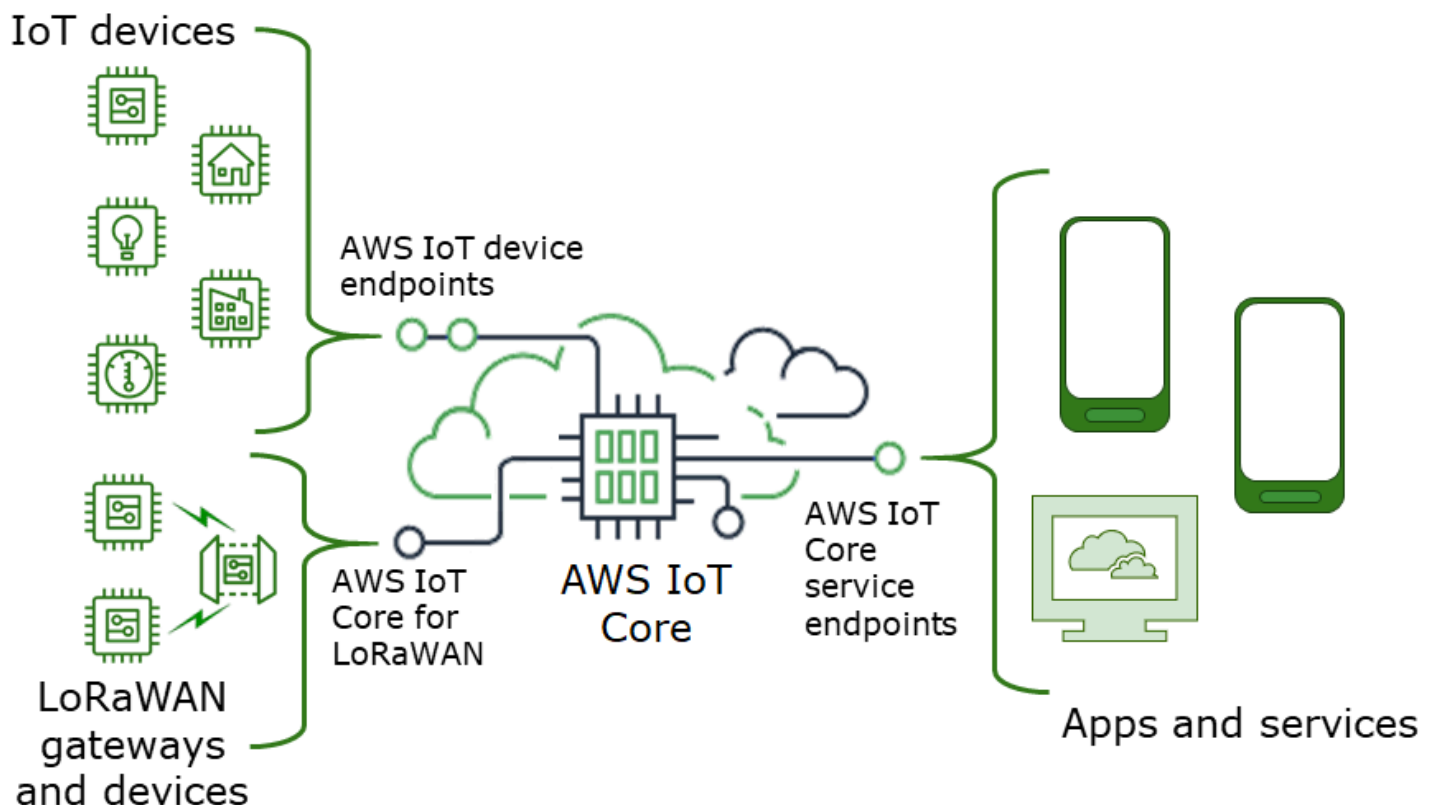 IoT devices
AWS IoT device
endpoints
AWS IoT
Core for
LoRaWAN
AWS IoT
Core
AWS IoT
Core
service
endpoints
LoRaWAN
gateways
and devices
Apps and services